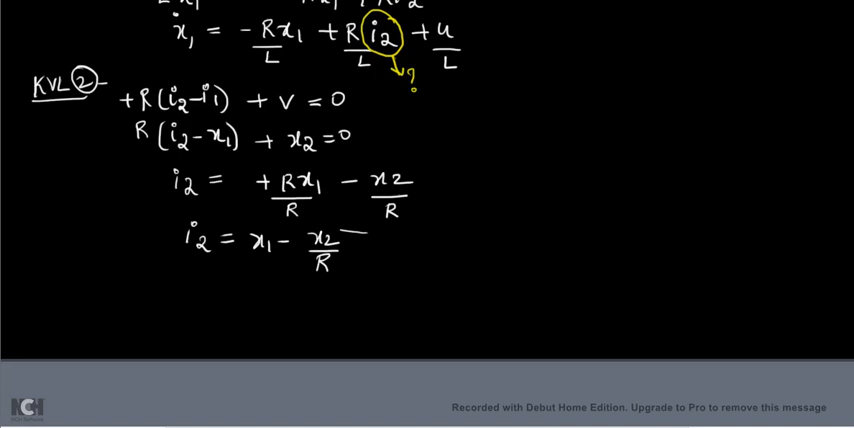 ẋ₁ = -Rx₁/L + R i₂/L + u/L
?
KVL 2 -
+R(i₂-i₁) + v = 0
R(i₂-x₁) + x₂ = 0
i₂ = +Rx₁/R - x₂/R
i₂ = x₁ - x₂/R
NCH
Recorded with Debut Home Edition. Upgrade to Pro to remove this message